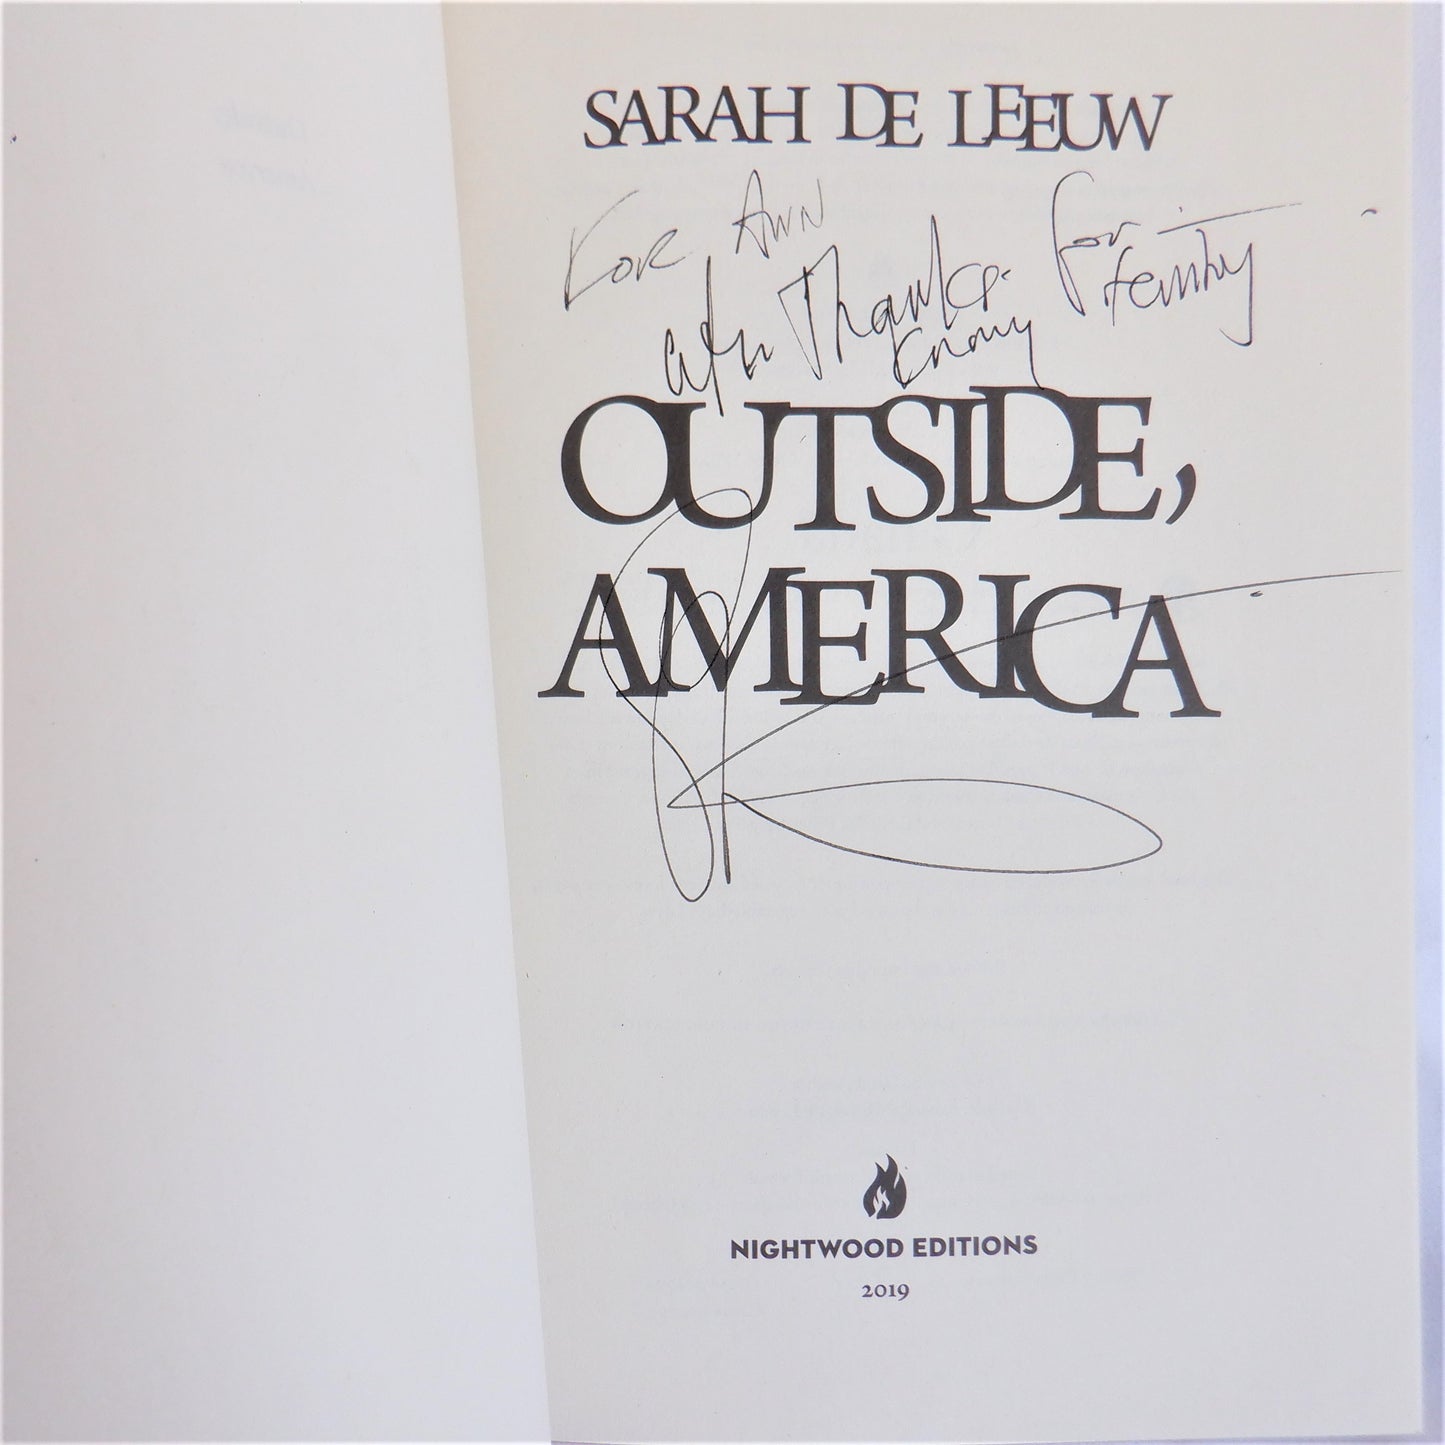 SARAH DE LEEUW
For Ann
with Thanks for
OUTSIDE,
AMERICA
NIGHTWOOD EDITIONS
2019